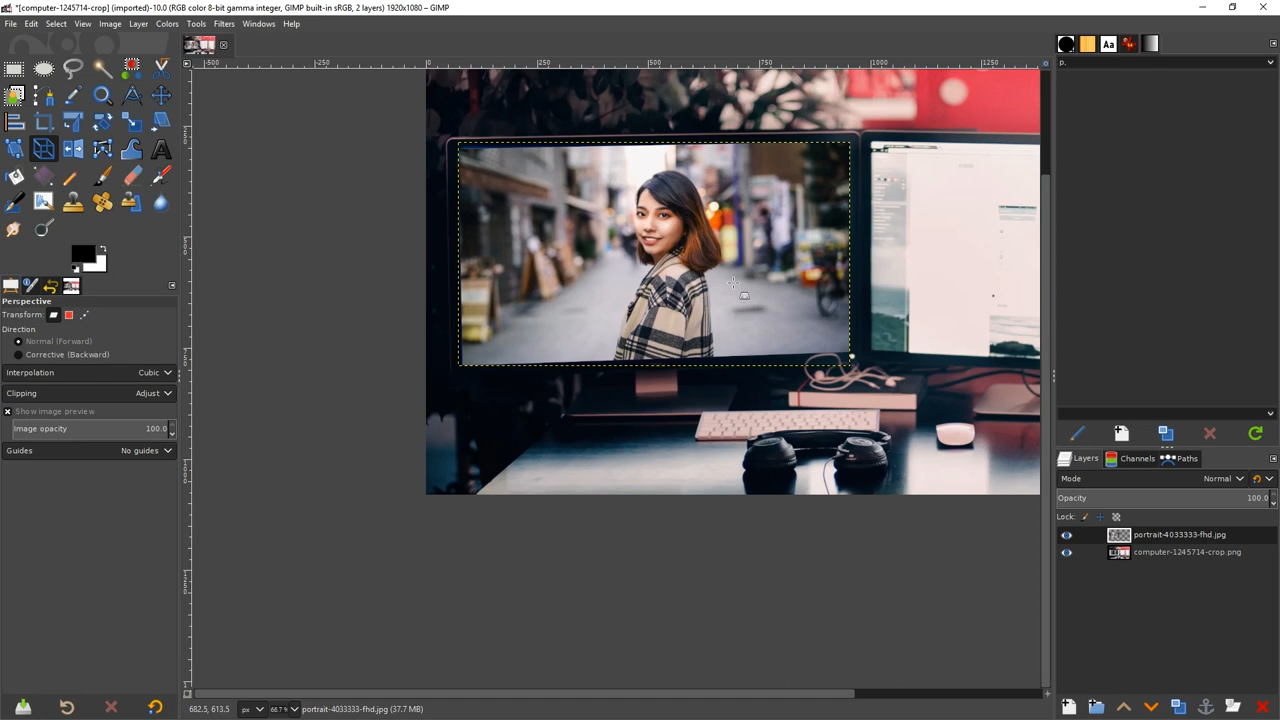 *[computer-1245714-crop] (imported)-10.0 (RGB color 8-bit gamma integer, GIMP built-in sRGB, 2 layers) 1920x1080 – GIMP
File Edit Select View Image Layer Colors Tools Filters Windows Help
-500 -250 0 250 500 750 1000 1250
Aa
p.
Perspective
Transform:
Direction
Normal (Forward)
Corrective (Backward)
Interpolation Cubic
Clipping Adjust
Show image preview
Image opacity 100.0
Guides No guides
Layers Channels Paths
Mode Normal
Opacity 100.0
Lock:
portrait-4033333-fhd.jpg
computer-1245714-crop.png
682.5, 613.5 px 66.7 % portrait-4033333-fhd.jpg (37.7 MB)